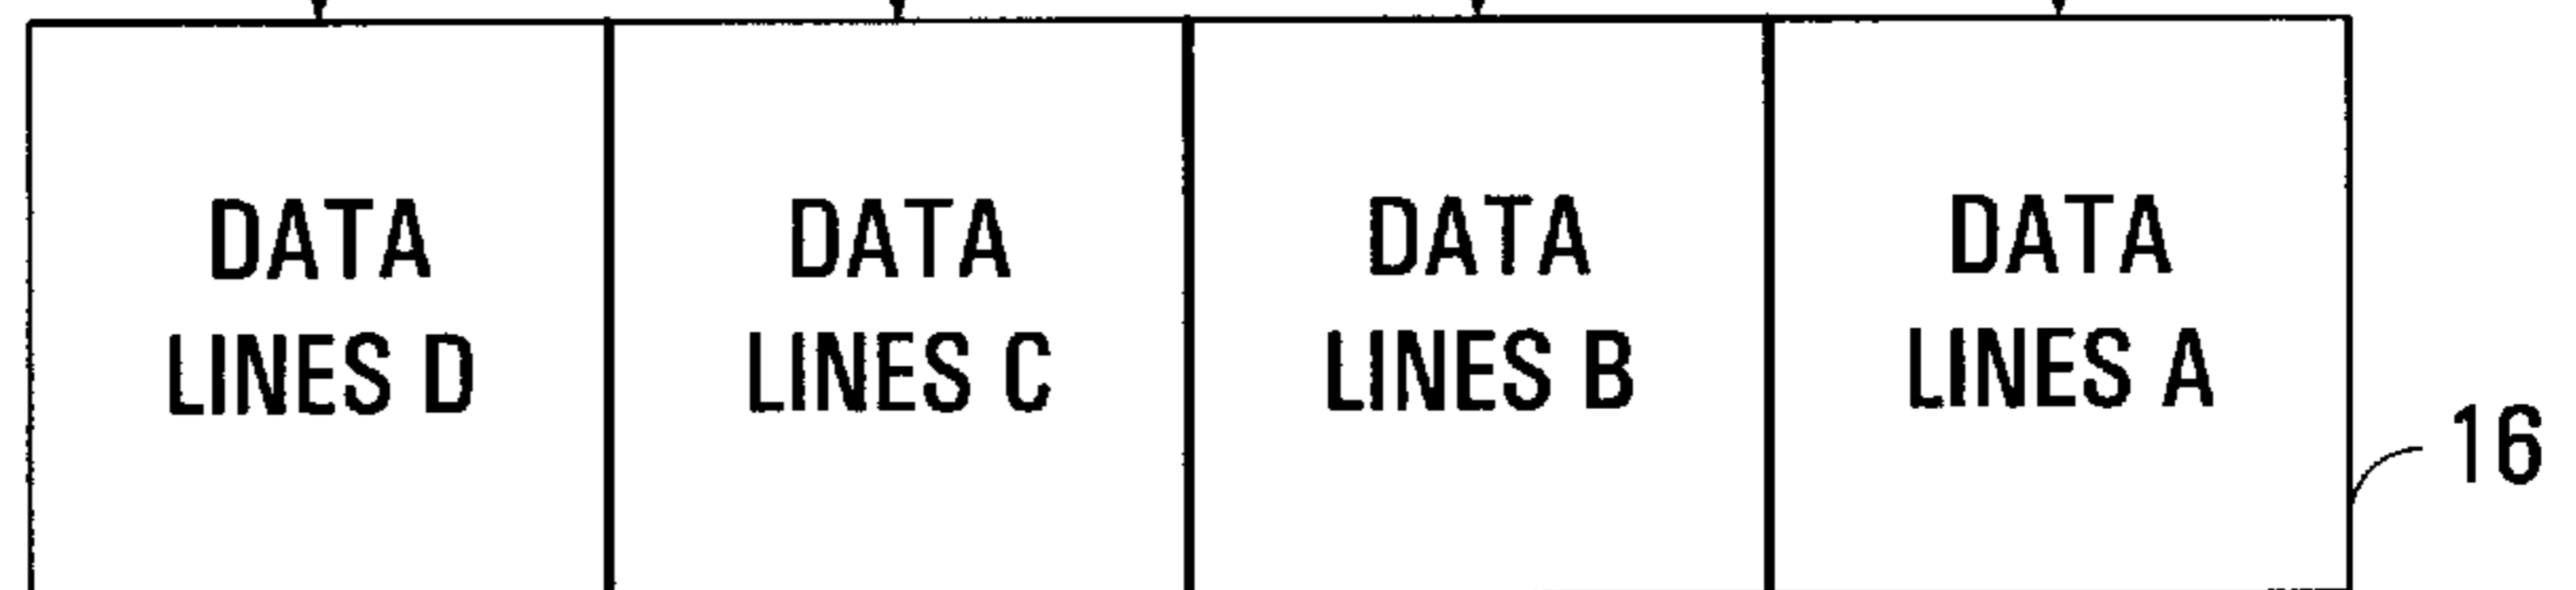 DATA
LINES D
DATA
LINES C
DATA
LINES B
DATA
LINES A
16